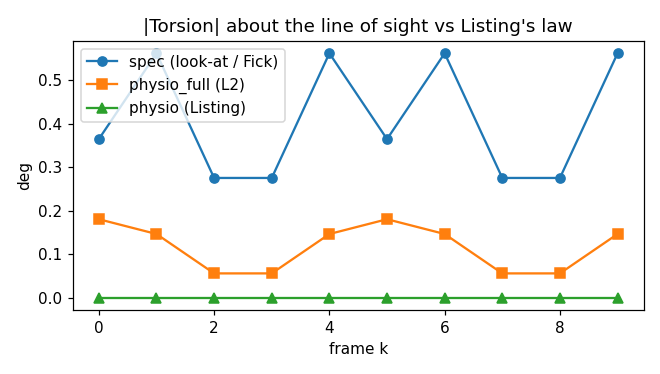 |Torsion| about the line of sight vs Listing's law
spec (look-at / Fick)
physio_full (L2)
physio (Listing)
deg
0.5
0.4
0.3
0.2
0.1
0.0
0 2 4 6 8
frame k